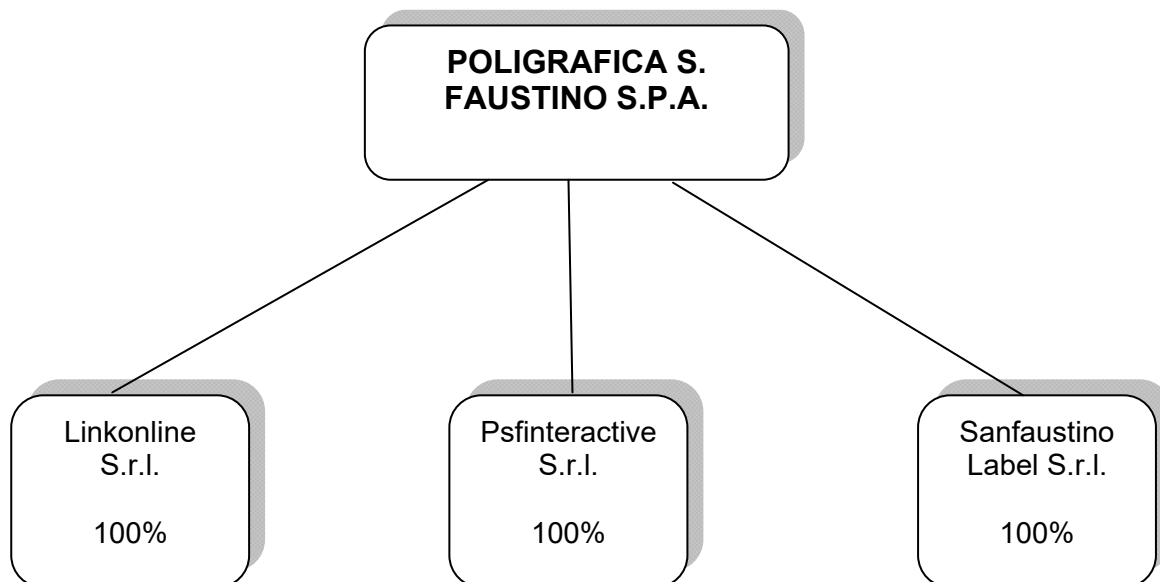 POLIGRAFICA S.
FAUSTINO S.P.A.
Linkonline
S.r.l.
100%
Psfinteractive
S.r.l.
100%
Sanfaustino
Label S.r.l.
100%